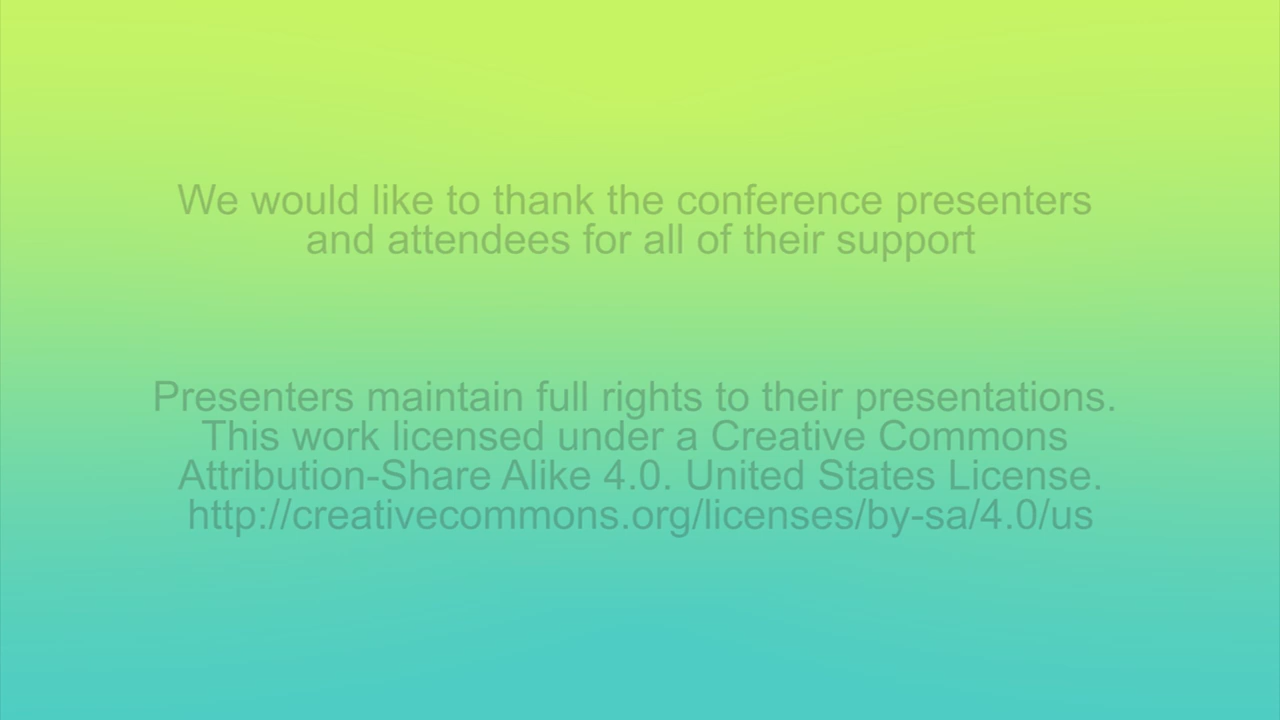 We would like to thank the conference presenters
and attendees for all of their support
Presenters maintain full rights to their presentations.
This work licensed under a Creative Commons
Attribution-Share Alike 4.0. United States License.
http://creativecommons.org/licenses/by-sa/4.0/us